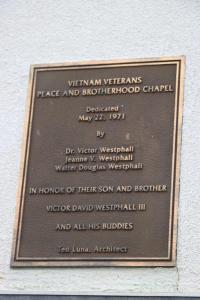 VIETNAM VETERANS
PEACE AND BROTHERHOOD CHAPEL
Dedicated
May 22, 1971
By
Dr. Victor Westphall
Jeanne V. Westphall
Walter Douglas Westphall
IN HONOR OF THEIR SON AND BROTHER
VICTOR DAVID WESTPHALL III
AND ALL HIS BUDDIES
Ted Luna, Architect